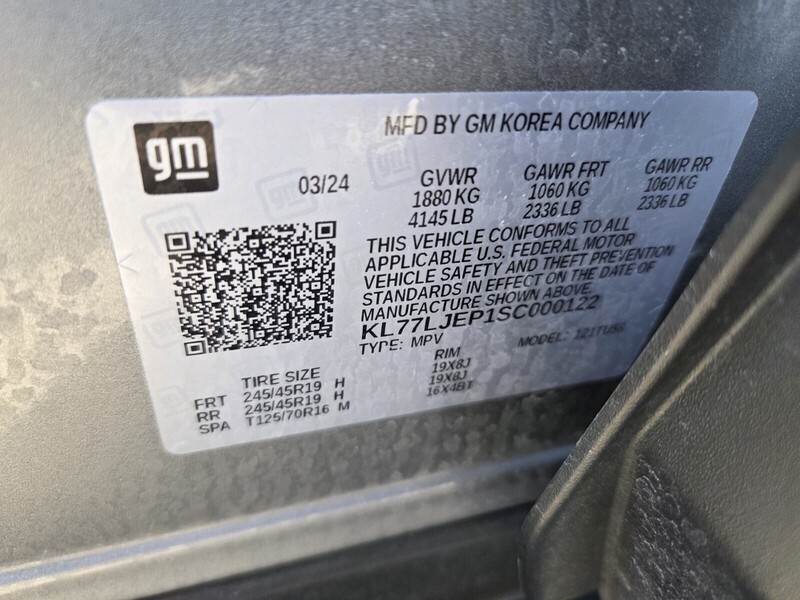 gm
MFD BY GM KOREA COMPANY
03/24
GVWR GAWR FRT GAWR RR
1880 KG 1060 KG 1060 KG
4145 LB 2336 LB 2336 LB
THIS VEHICLE CONFORMS TO ALL
APPLICABLE U.S. FEDERAL MOTOR
VEHICLE SAFETY AND THEFT PREVENTION
STANDARDS IN EFFECT ON THE DATE OF
MANUFACTURE SHOWN ABOVE.
KL77LJEP1SC000122
TYPE: MPV MODEL:
TIRE SIZE RIM
FRT 245/45R19 H 19X8J
RR 245/45R19 H 19X8J
SPA T125/70R16 M 16X4BT